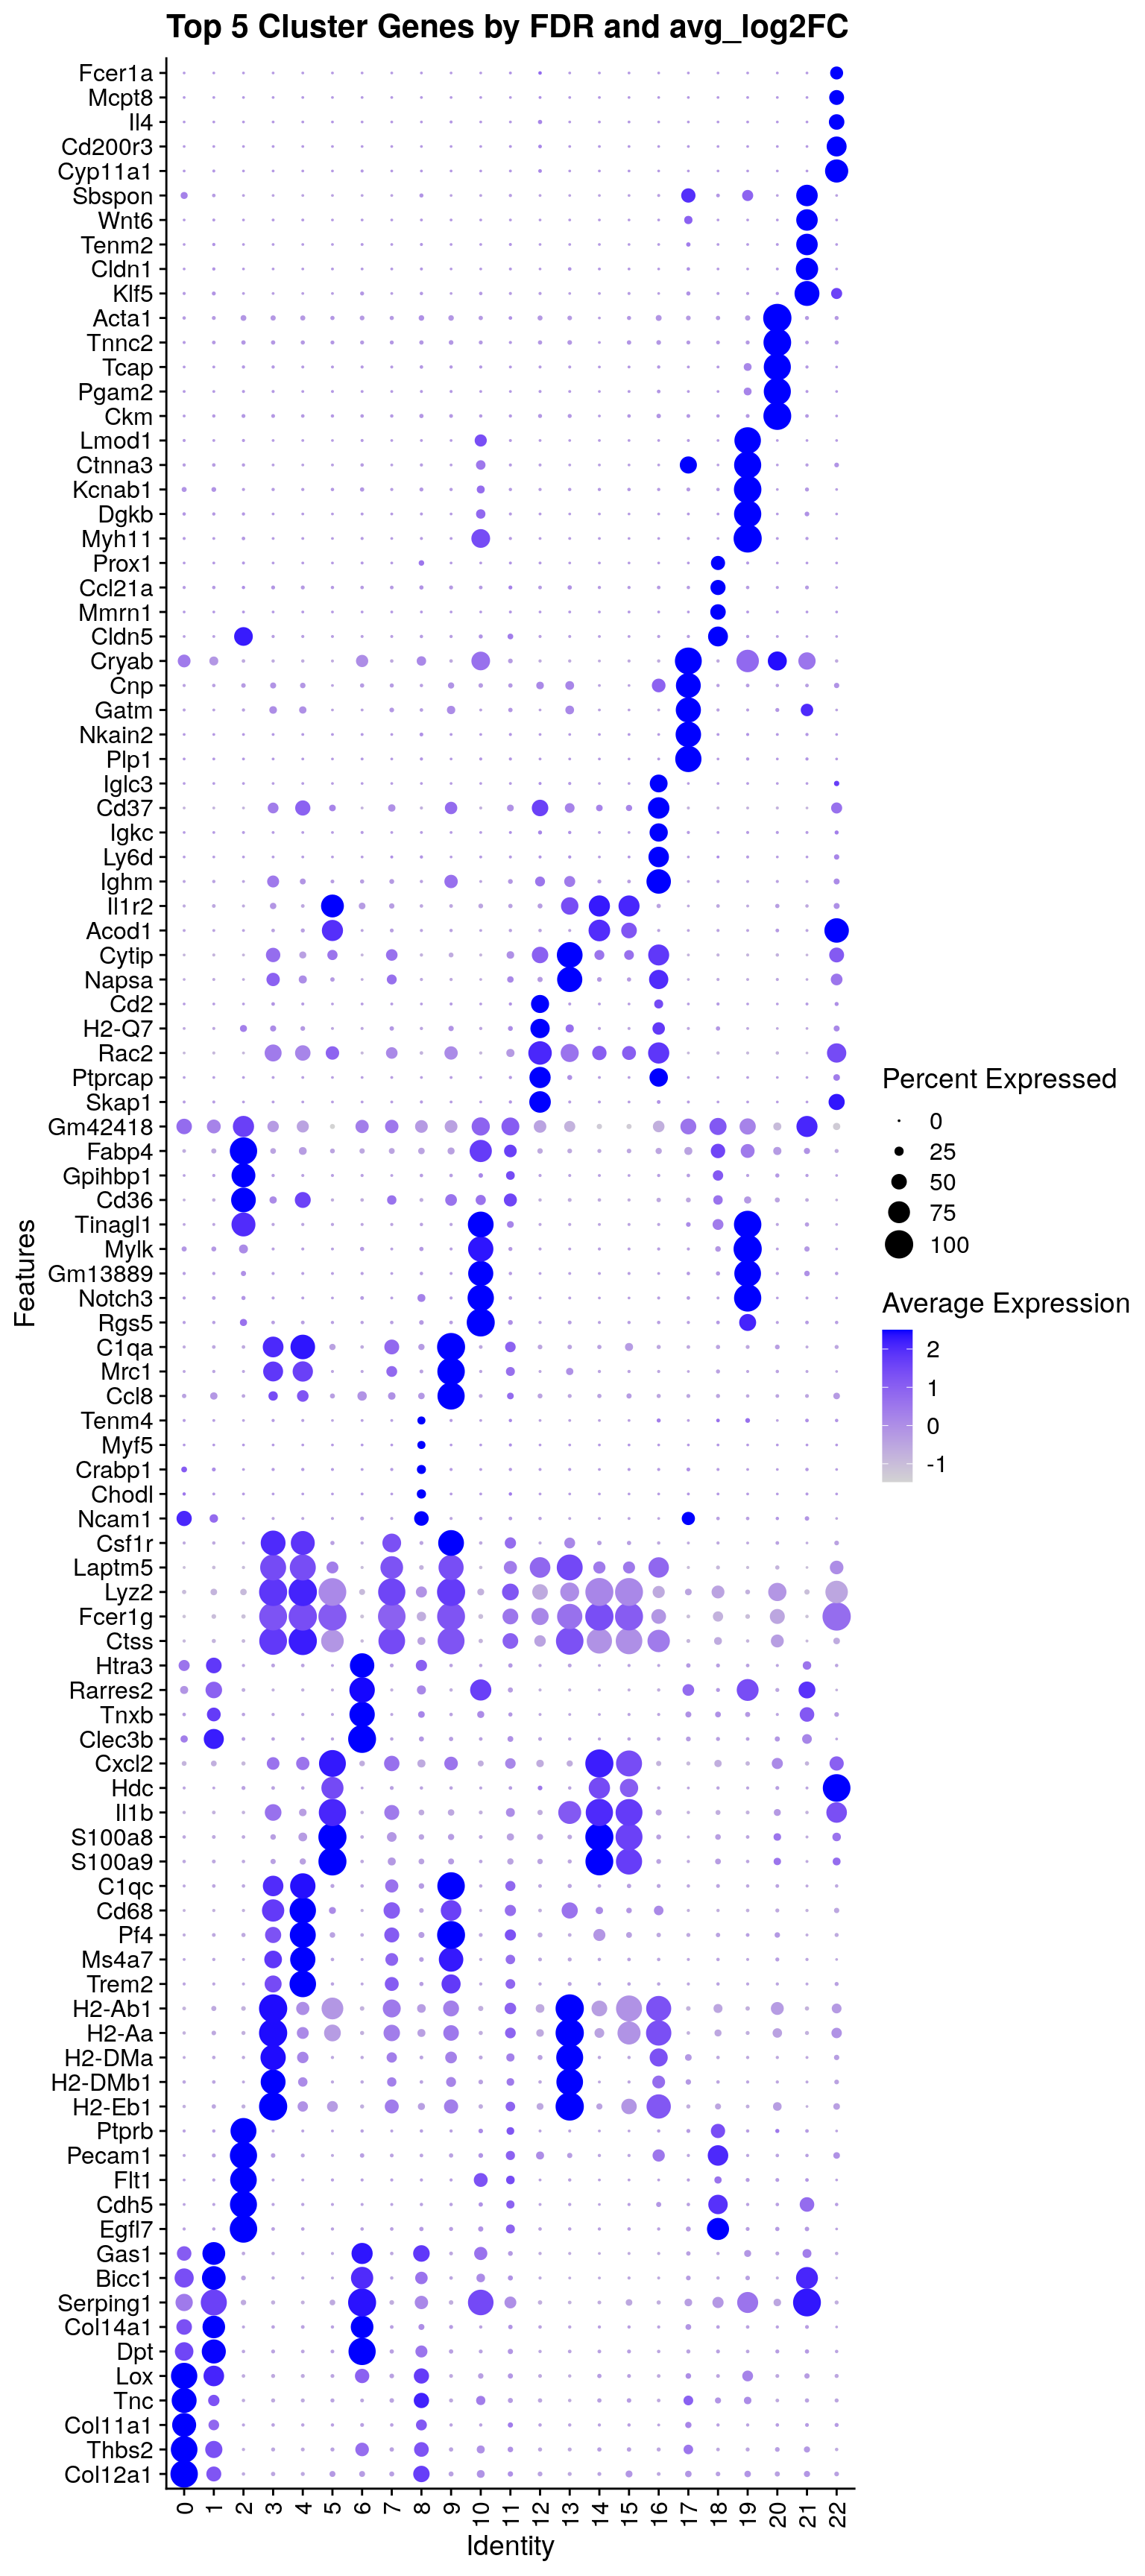 Top 5 Cluster Genes by FDR and avg_log2FC
Fcer1a
Mcpt8
Il4
Cd200r3
Cyp11a1
Sbspon
Wnt6
Tenm2
Cldn1
Klf5
Acta1
Tnnc2
Tcap
Pgam2
Ckm
Lmod1
Ctnna3
Kcnab1
Dgkb
Myh11
Prox1
Ccl21a
Mmrn1
Cldn5
Cryab
Cnp
Gatm
Nkain2
Plp1
Iglc3
Cd37
Igkc
Ly6d
Ighm
Il1r2
Acod1
Cytip
Napsa
Cd2
H2-Q7
Rac2
Ptprcap
Skap1
Gm42418
Fabp4
Gpihbp1
Cd36
Tinagl1
Mylk
Gm13889
Notch3
Rgs5
C1qa
Mrc1
Ccl8
Tenm4
Myf5
Crabp1
Chodl
Ncam1
Csf1r
Laptm5
Lyz2
Fcer1g
Ctss
Htra3
Rarres2
Tnxb
Clec3b
Cxcl2
Hdc
Il1b
S100a8
S100a9
C1qc
Cd68
Pf4
Ms4a7
Trem2
H2-Ab1
H2-Aa
H2-DMa
H2-DMb1
H2-Eb1
Ptprb
Pecam1
Flt1
Cdh5
Egfl7
Gas1
Bicc1
Serping1
Col14a1
Dpt
Lox
Tnc
Col11a1
Thbs2
Col12a1
Features
0 1 2 3 4 5 6 7 8 9 10 11 12 13 14 15 16 17 18 19 20 21 22
Identity
Percent Expressed
0
25
50
75
100
Average Expression
2
1
0
-1